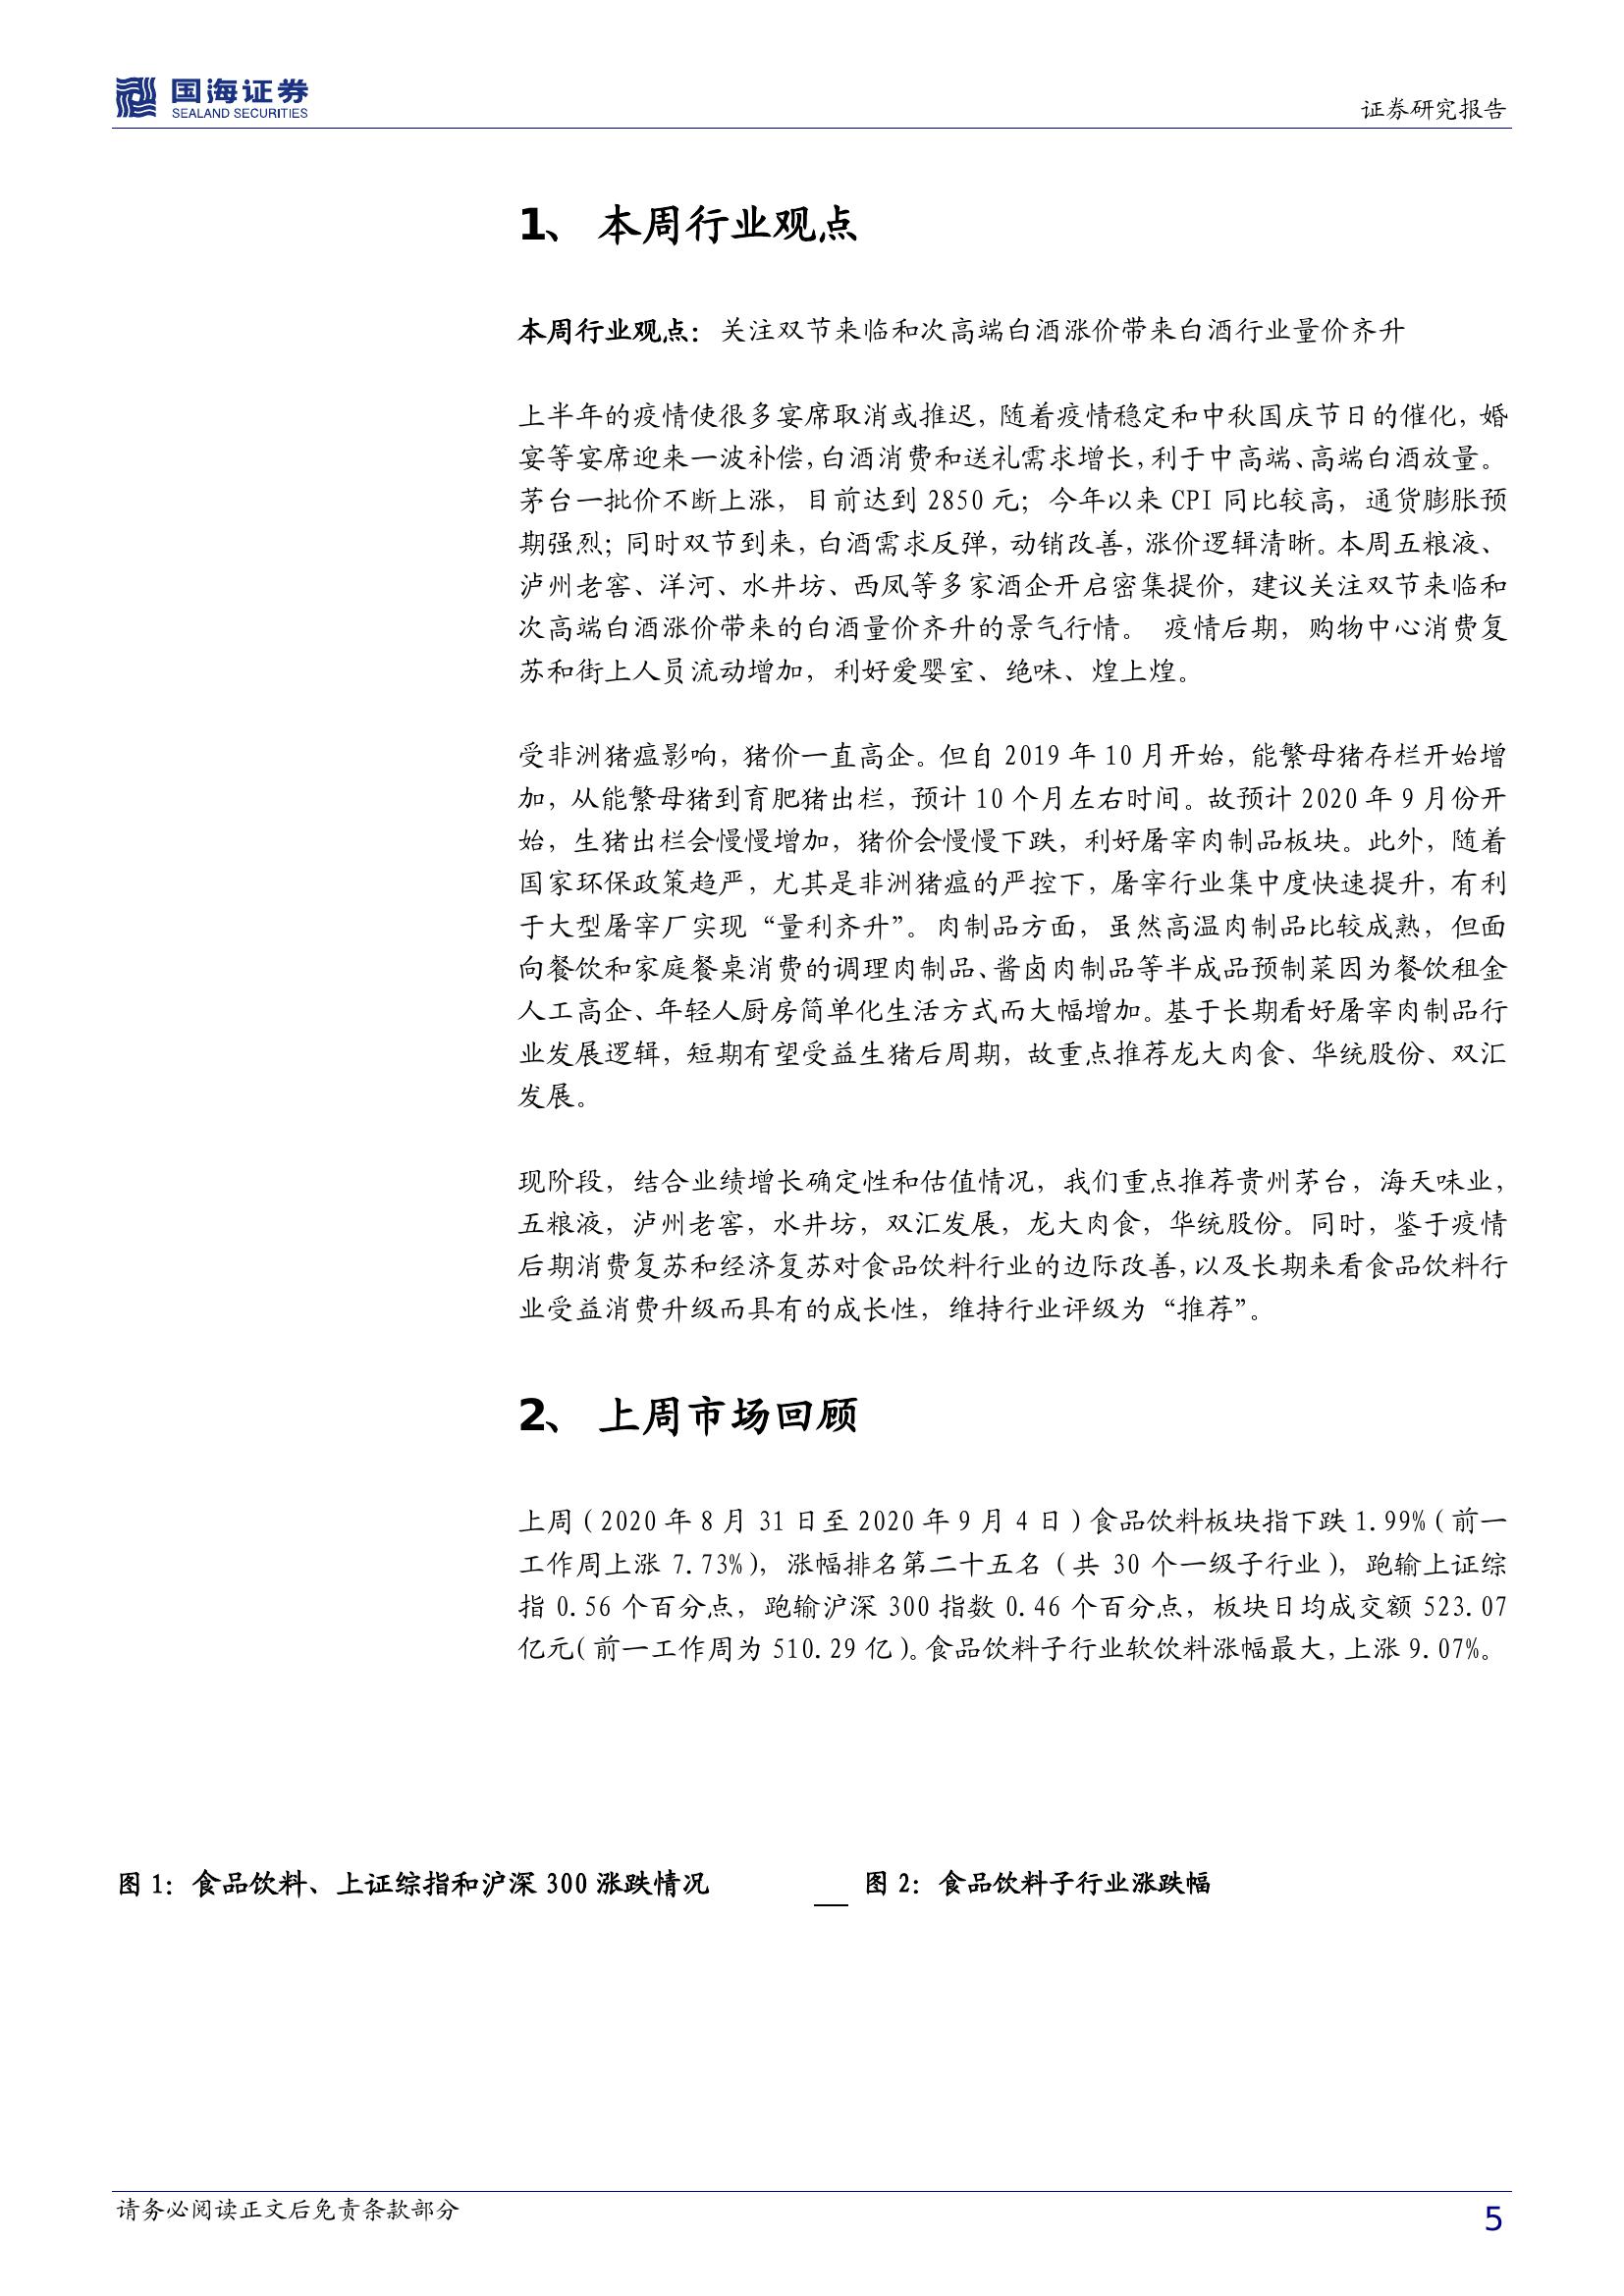 国海证券
SEALAND SECURITIES
证券研究报告
1、 本周行业观点
本周行业观点：关注双节来临和次高端白酒涨价带来白酒行业量价齐升
上半年的疫情使很多宴席取消或推迟，随着疫情稳定和中秋国庆节日的催化，婚
宴等宴席迎来一波补偿，白酒消费和送礼需求增长，利于中高端、高端白酒放量。
茅台一批价不断上涨，目前达到 2850 元；今年以来 CPI 同比较高，通货膨胀预
期强烈；同时双节到来，白酒需求反弹，动销改善，涨价逻辑清晰。本周五粮液、
泸州老窖、洋河、水井坊、西凤等多家酒企开启密集提价，建议关注双节来临和
次高端白酒涨价带来的白酒量价齐升的景气行情。 疫情后期，购物中心消费复
苏和街上人员流动增加，利好爱婴室、绝味、煌上煌。
受非洲猪瘟影响，猪价一直高企。但自 2019 年 10 月开始，能繁母猪存栏开始增
加，从能繁母猪到育肥猪出栏，预计 10 个月左右时间。故预计 2020 年 9 月份开
始，生猪出栏会慢慢增加，猪价会慢慢下跌，利好屠宰肉制品板块。此外，随着
国家环保政策趋严，尤其是非洲猪瘟的严控下，屠宰行业集中度快速提升，有利
于大型屠宰厂实现“量利齐升”。肉制品方面，虽然高温肉制品比较成熟，但面
向餐饮和家庭餐桌消费的调理肉制品、酱卤肉制品等半成品预制菜因为餐饮租金
人工高企、年轻人厨房简单化生活方式而大幅增加。基于长期看好屠宰肉制品行
业发展逻辑，短期有望受益生猪后周期，故重点推荐龙大肉食、华统股份、双汇
发展。
现阶段，结合业绩增长确定性和估值情况，我们重点推荐贵州茅台，海天味业，
五粮液，泸州老窖，水井坊，双汇发展，龙大肉食，华统股份。同时，鉴于疫情
后期消费复苏和经济复苏对食品饮料行业的边际改善，以及长期来看食品饮料行
业受益消费升级而具有的成长性，维持行业评级为“推荐”。
2、 上周市场回顾
上周（2020 年 8 月 31 日至 2020 年 9 月 4 日）食品饮料板块指下跌 1.99%（前一
工作周上涨 7.73%），涨幅排名第二十五名（共 30 个一级子行业），跑输上证综
指 0.56 个百分点，跑输沪深 300 指数 0.46 个百分点，板块日均成交额 523.07
亿元（前一工作周为 510.29 亿）。食品饮料子行业软饮料涨幅最大，上涨 9.07%。
图 1：食品饮料、上证综指和沪深 300 涨跌情况
图 2：食品饮料子行业涨跌幅
请务必阅读正文后免责条款部分
5